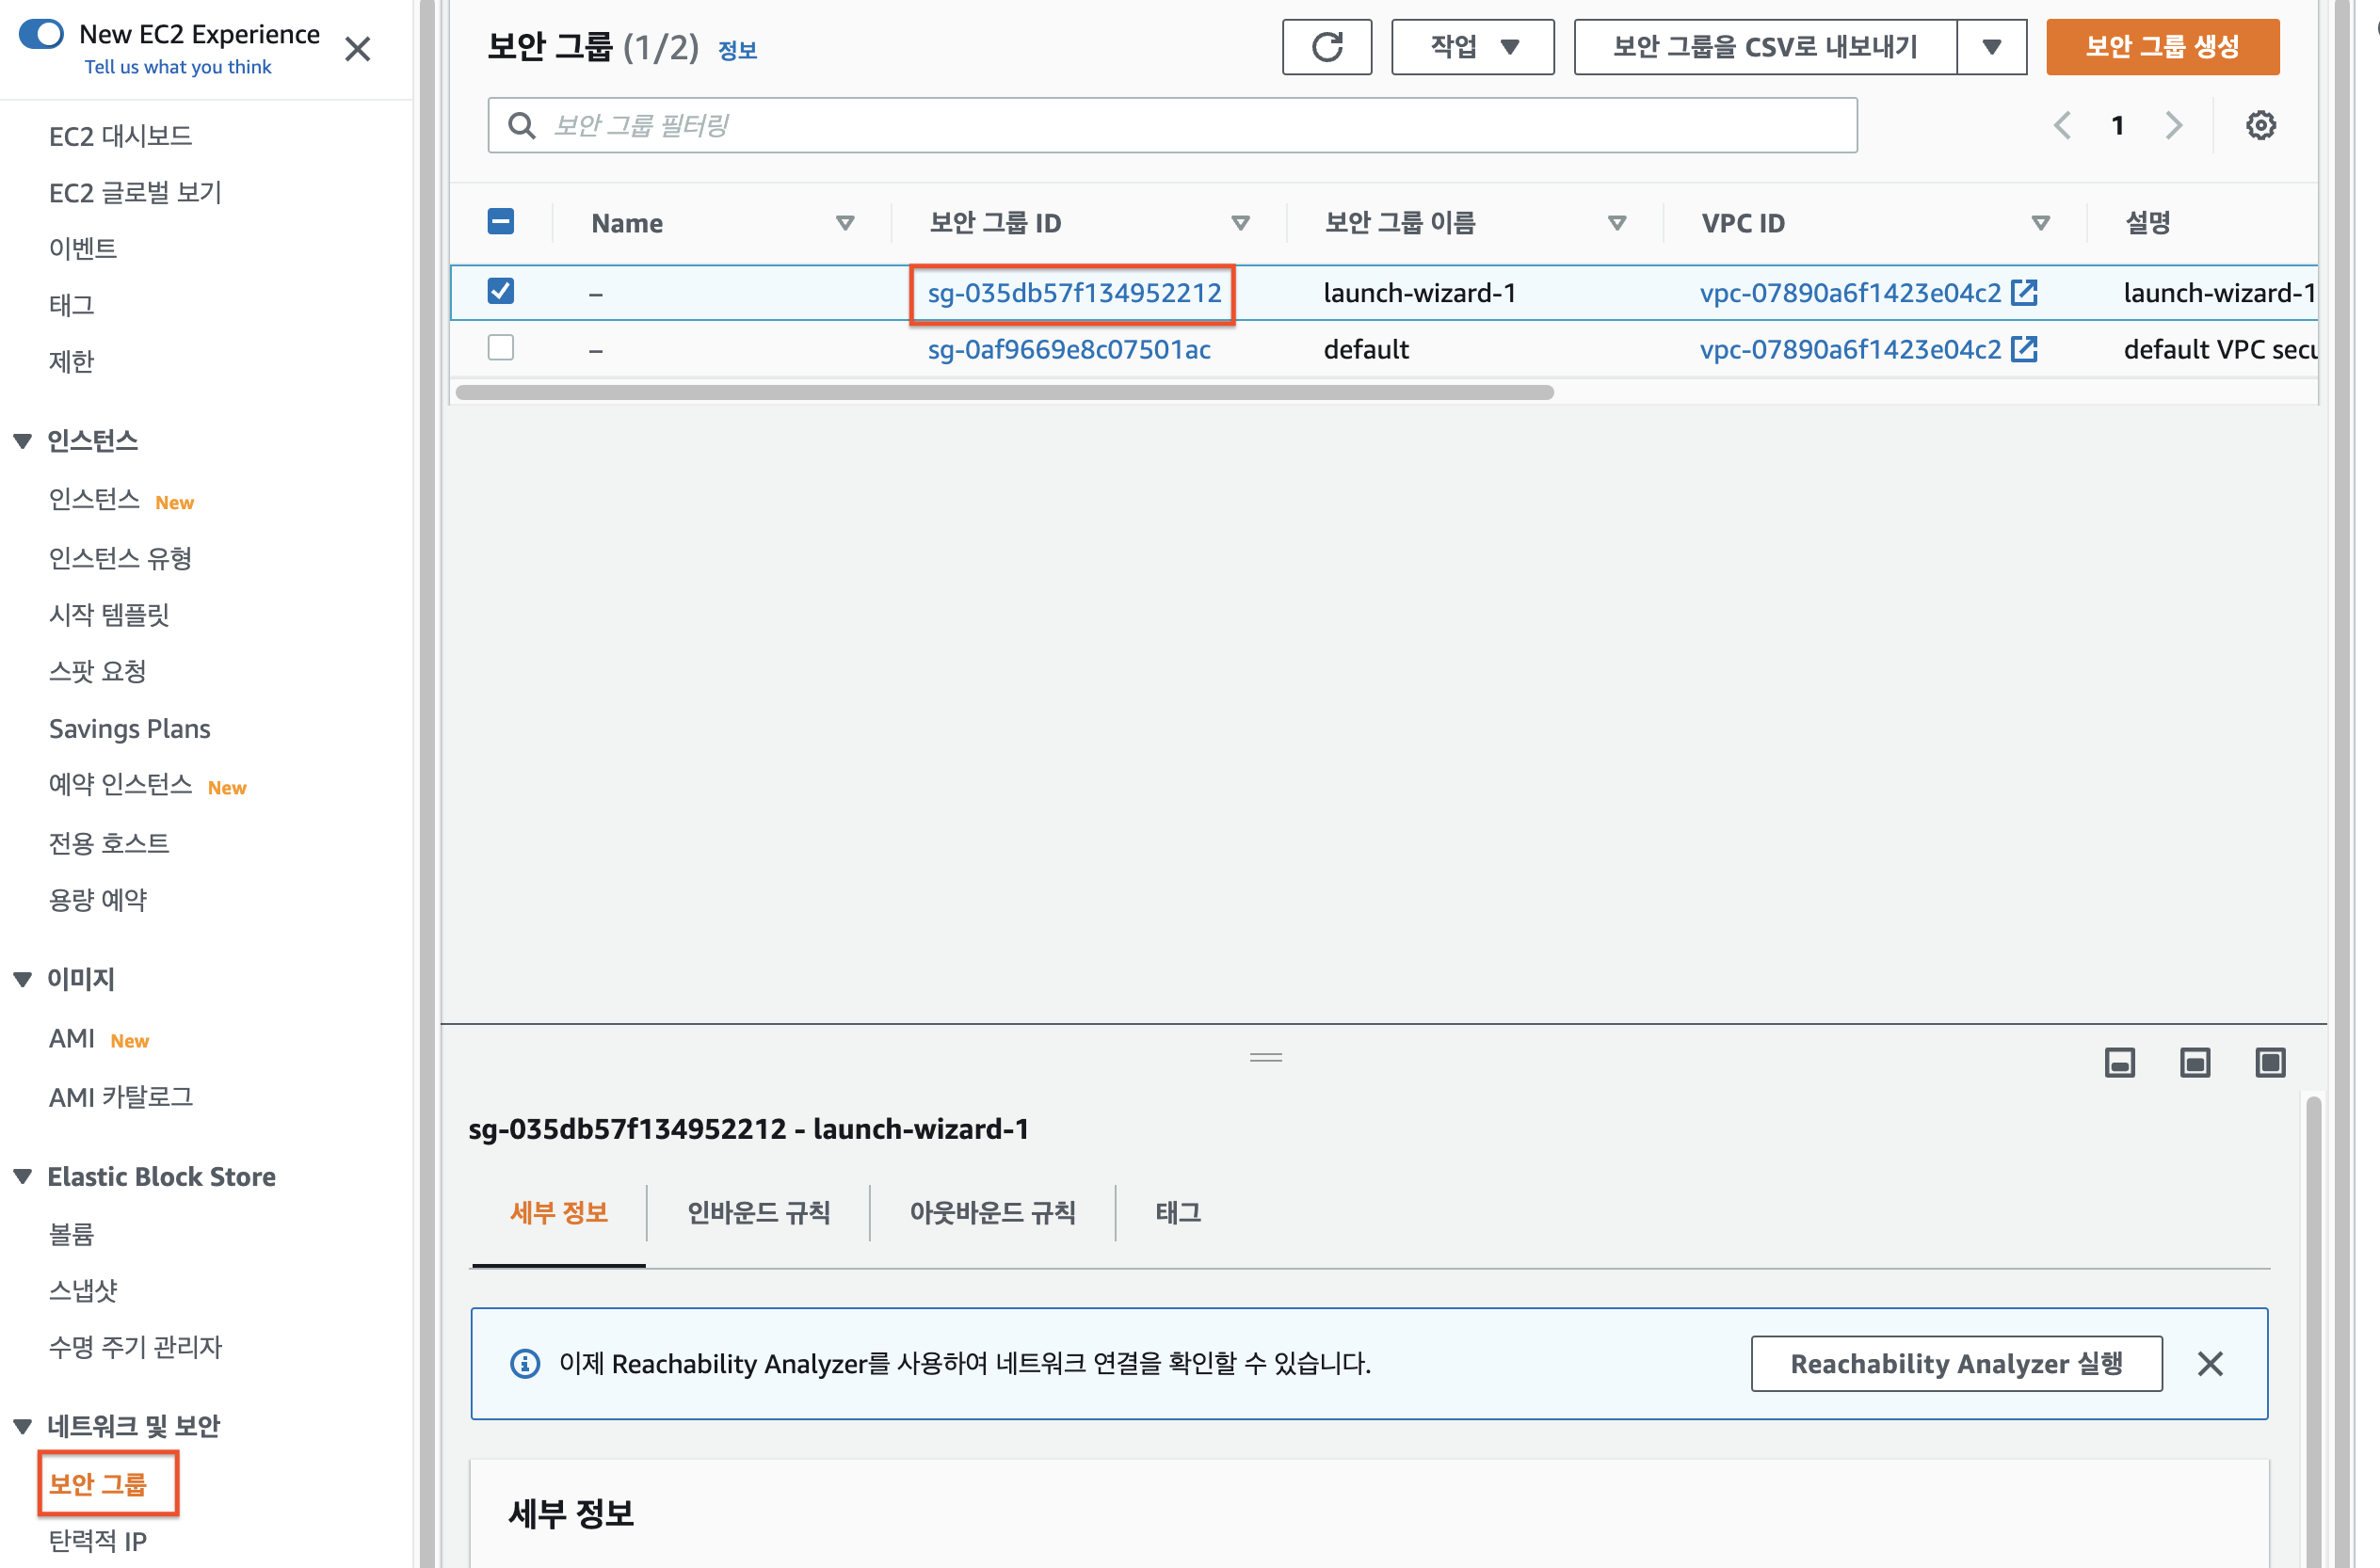 New EC2 Experience
Tell us what you think
EC2 대시보드
EC2 글로벌 보기
이벤트
태그
제한
인스턴스
인스턴스 New
인스턴스 유형
시작 템플릿
스팟 요청
Savings Plans
예약 인스턴스 New
전용 호스트
용량 예약
이미지
AMI New
AMI 카탈로그
Elastic Block Store
볼륨
스냅샷
수명 주기 관리자
네트워크 및 보안
보안 그룹
탄력적 IP
보안 그룹 (1/2) 정보
작업
보안 그룹을 CSV로 내보내기
보안 그룹 생성
보안 그룹 필터링
1
Name 보안 그룹 ID 보안 그룹 이름 VPC ID 설명
– sg-035db57f134952212 launch-wizard-1 vpc-07890a6f1423e04c2 launch-wizard-1
– sg-0af9669e8c07501ac default vpc-07890a6f1423e04c2 default VPC secu
sg-035db57f134952212 - launch-wizard-1
세부 정보 인바운드 규칙 아웃바운드 규칙 태그
이제 Reachability Analyzer를 사용하여 네트워크 연결을 확인할 수 있습니다.
Reachability Analyzer 실행
세부 정보